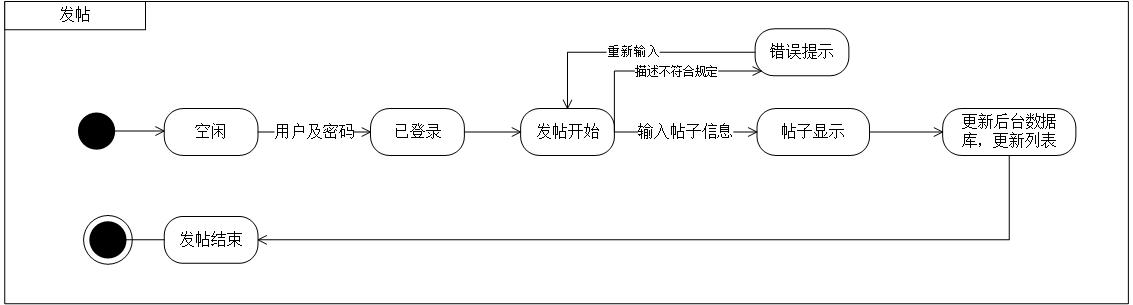 发帖
重新输入
错误提示
描述不符合规定
空闲
用户及密码
已登录
发帖开始
输入帖子信息
帖子显示
更新后台数据
库，更新列表
发帖结束